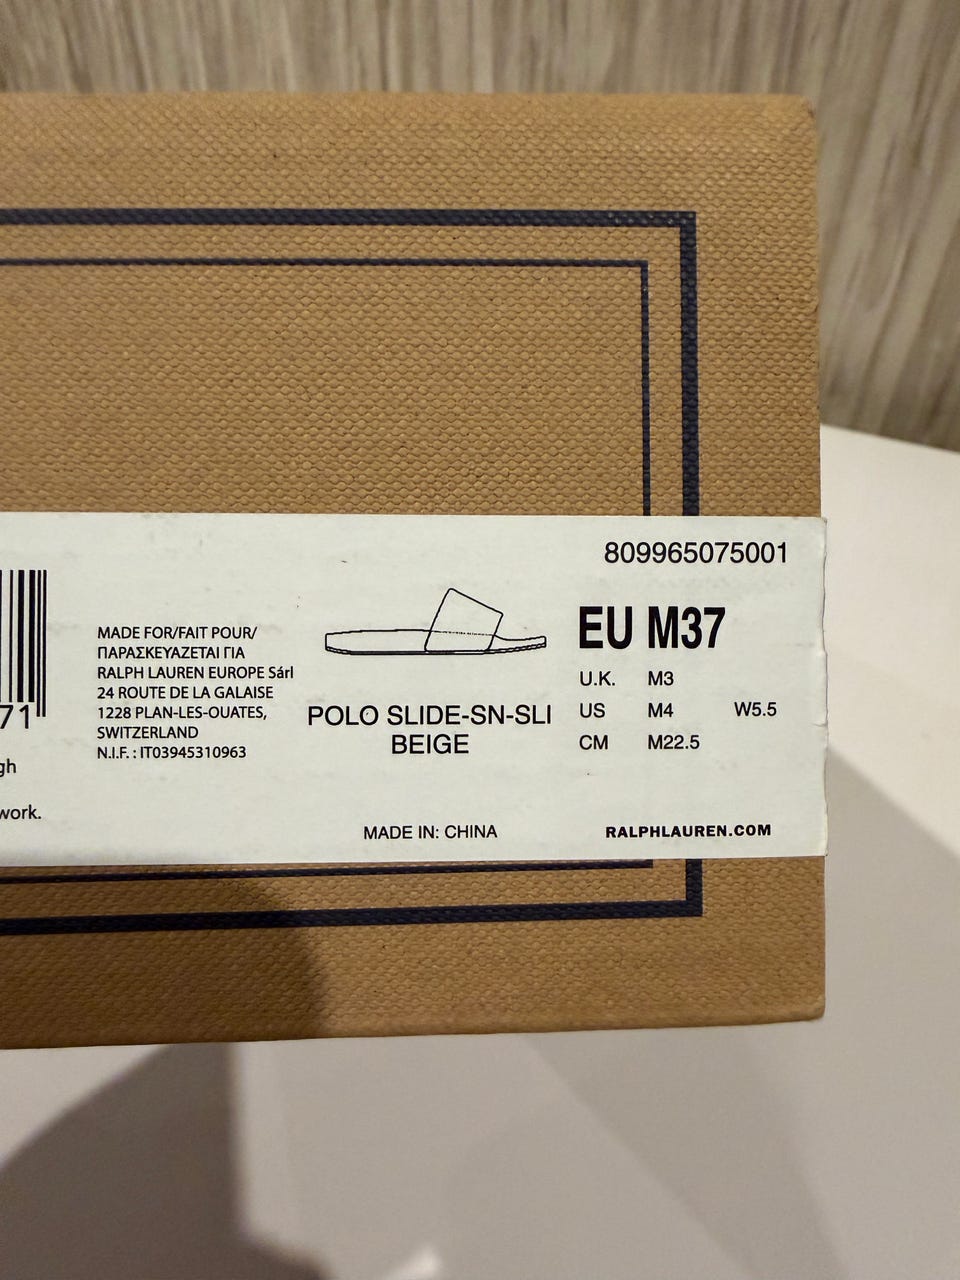 809965075001
EU M37
U.K. M3
US M4 W5.5
CM M22.5
RALPHLAUREN.COM
POLO SLIDE-SN-SLI
BEIGE
MADE IN: CHINA
MADE FOR/FAIT POUR/
ΠΑΡΑΣΚΕΥΑΖΕΤΑΙ ΓΙΑ
RALPH LAUREN EUROPE Sárl
24 ROUTE DE LA GALAISE
1228 PLAN-LES-OUATES,
SWITZERLAND
N.I.F. : IT03945310963
71
gh
work.